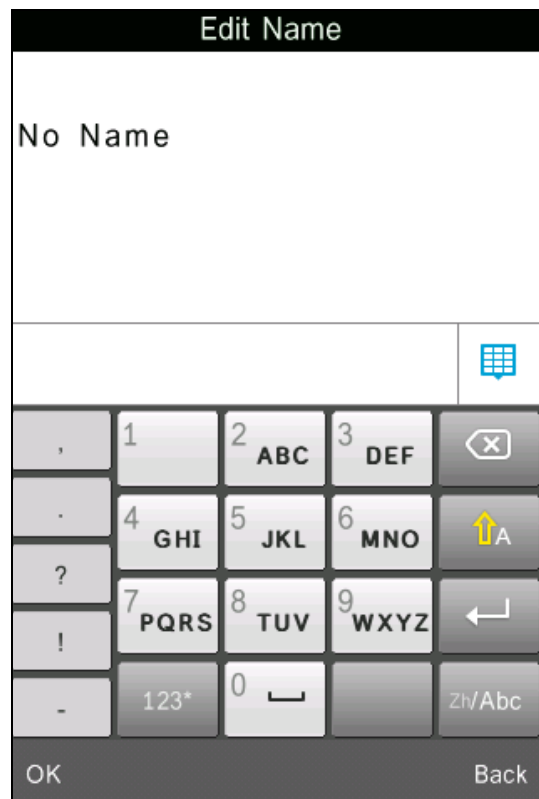 Edit Name
No Name
, 1 2 ABC 3 DEF
. 4 GHI 5 JKL 6 MNO A
? 7 PQRS 8 TUV 9 WXYZ
!
- 123* 0 Zh/Abc
OK Back